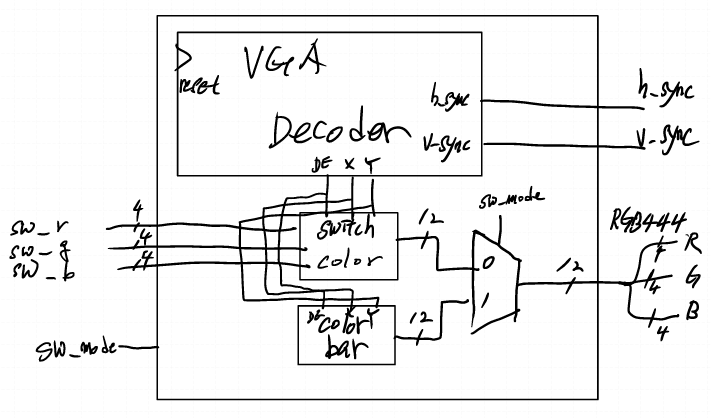 VGA
reset
h_sync
h_sync
Decoder
v-sync
v_sync
DE X Y
sw_mode
4
12
RGB444
sw_r
switch
4
R
4
sw_g
color
0
12
G
4
sw_b
4
1
B
DE X Y
12
4
color
bar
sw_mode